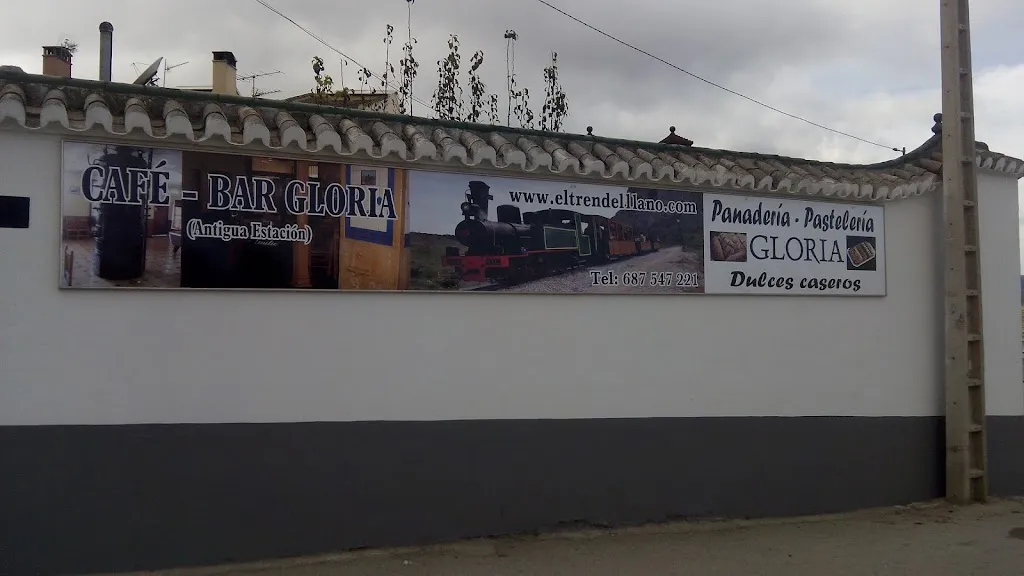 CAFÉ - BAR GLORIA
(Antigua Estación)
www.eltrendelllano.com
Tel: 687 547 221
Panadería - Pastelería
GLORIA
Dulces caseros